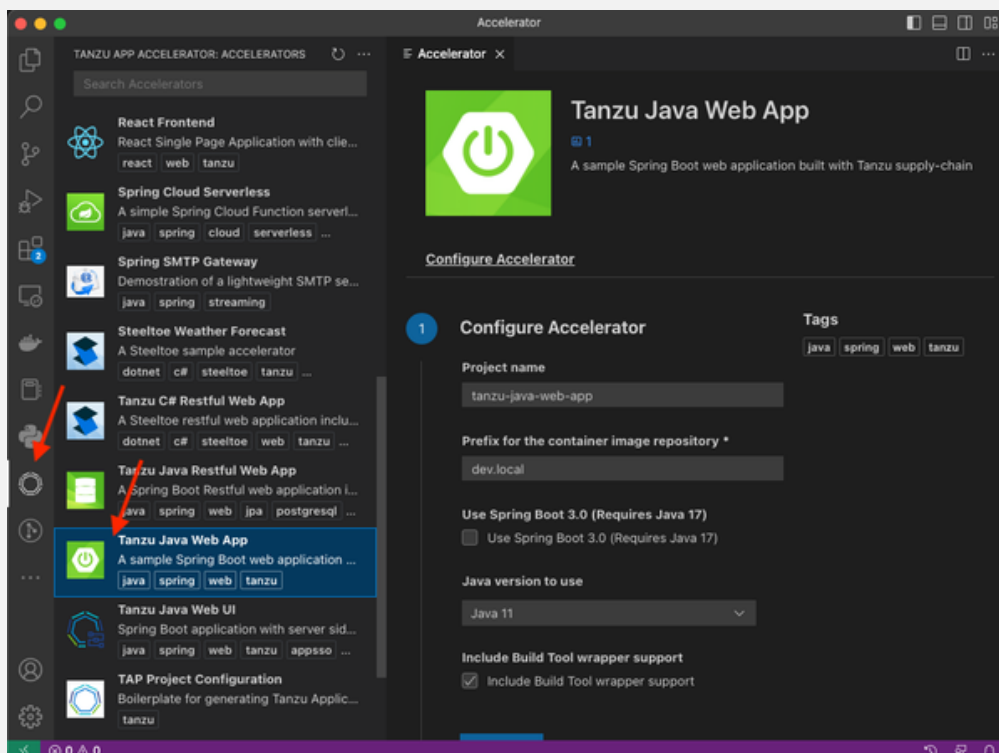 Accelerator
TANZU APP ACCELERATOR: ACCELERATORS
Search Accelerators
React Frontend
React Single Page Application with clie...
react web tanzu
Spring Cloud Serverless
A simple Spring Cloud Function serverl...
java spring cloud serverless ...
Spring SMTP Gateway
Demostration of a lightweight SMTP se...
java spring streaming
Steeltoe Weather Forecast
A Steeltoe sample accelerator
dotnet c# steeltoe tanzu ...
Tanzu C# Restful Web App
A Steeltoe restful web application inclu...
dotnet c# steeltoe web tanzu ...
Tanzu Java Restful Web App
A Spring Boot Restful web application i...
java spring web jpa postgresql ...
Tanzu Java Web App
A sample Spring Boot web application ...
java spring web tanzu
Tanzu Java Web UI
Spring Boot application with server sid...
java spring web tanzu appsso ...
TAP Project Configuration
Boilerplate for generating Tanzu Applic...
tanzu
2
0 0
Accelerator
Tanzu Java Web App
1
A sample Spring Boot web application built with Tanzu supply-chain
Configure Accelerator
1
Configure Accelerator
Project name
tanzu-java-web-app
Prefix for the container image repository *
dev.local
Use Spring Boot 3.0 (Requires Java 17)
Use Spring Boot 3.0 (Requires Java 17)
Java version to use
Java 11
Include Build Tool wrapper support
Include Build Tool wrapper support
Tags
java spring web tanzu